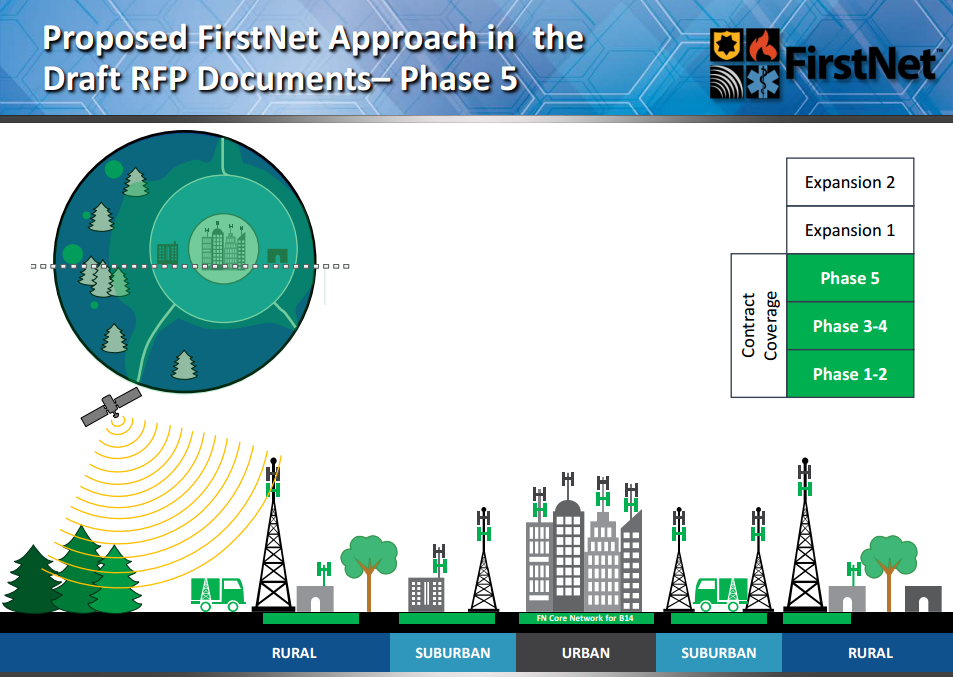 Proposed FirstNet Approach in the
Draft RFP Documents– Phase 5
FirstNet™
Expansion 2
Expansion 1
Phase 5
Phase 3-4
Phase 1-2
Contract
Coverage
FN Core Network for B14
RURAL
SUBURBAN
URBAN
SUBURBAN
RURAL